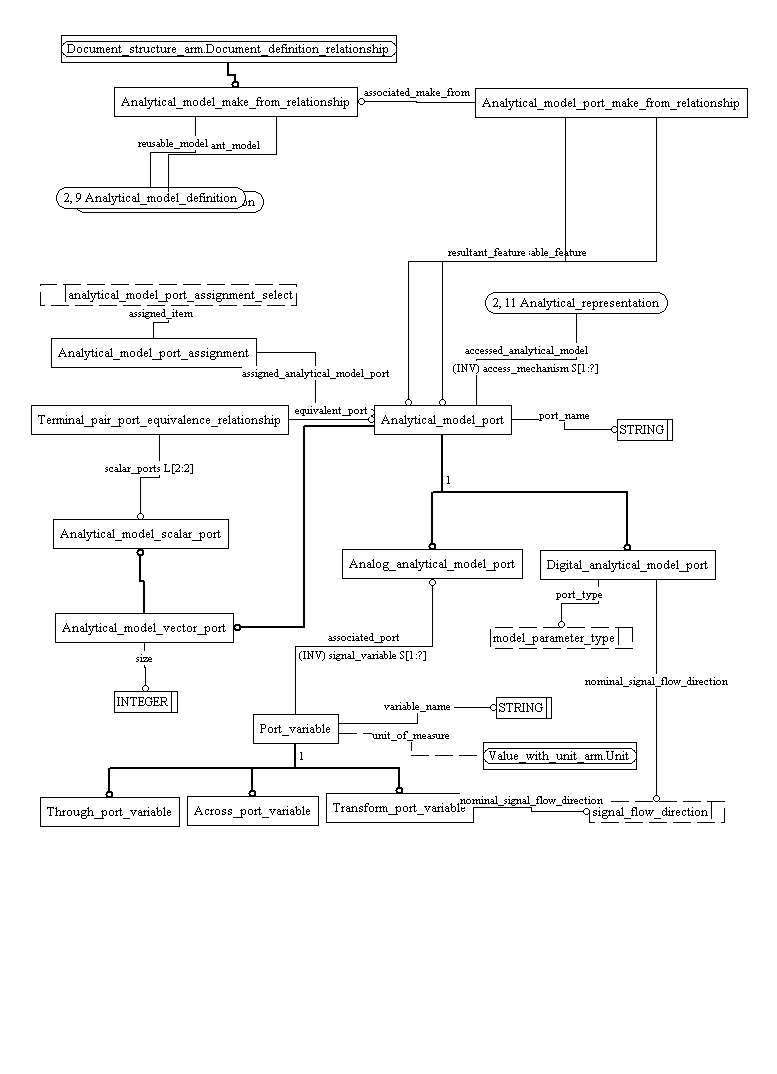 Document_structure_arm.Document_definition_relationship
Analytical_model_make_from_relationship
associated_make_from
Analytical_model_port_make_from_relationship
reusable_model
ant_model
2, 9 Analytical_model_definition
on
resultant_feature
able_feature
analytical_model_port_assignment_select
2, 11 Analytical_representation
assigned_item
Analytical_model_port_assignment
accessed_analytical_model
(INV) access_mechanism S[1:?]
assigned_analytical_model_port
Terminal_pair_port_equivalence_relationship
equivalent_port
Analytical_model_port
port_name
STRING
scalar_ports L[2:2]
1
Analytical_model_scalar_port
Analog_analytical_model_port
Digital_analytical_model_port
port_type
Analytical_model_vector_port
associated_port
(INV) signal_variable S[1:?]
model_parameter_type
size
INTEGER
nominal_signal_flow_direction
variable_name
STRING
Port_variable
unit_of_measure
Value_with_unit_arm.Unit
1
Through_port_variable
Across_port_variable
Transform_port_variable
nominal_signal_flow_direction
signal_flow_direction